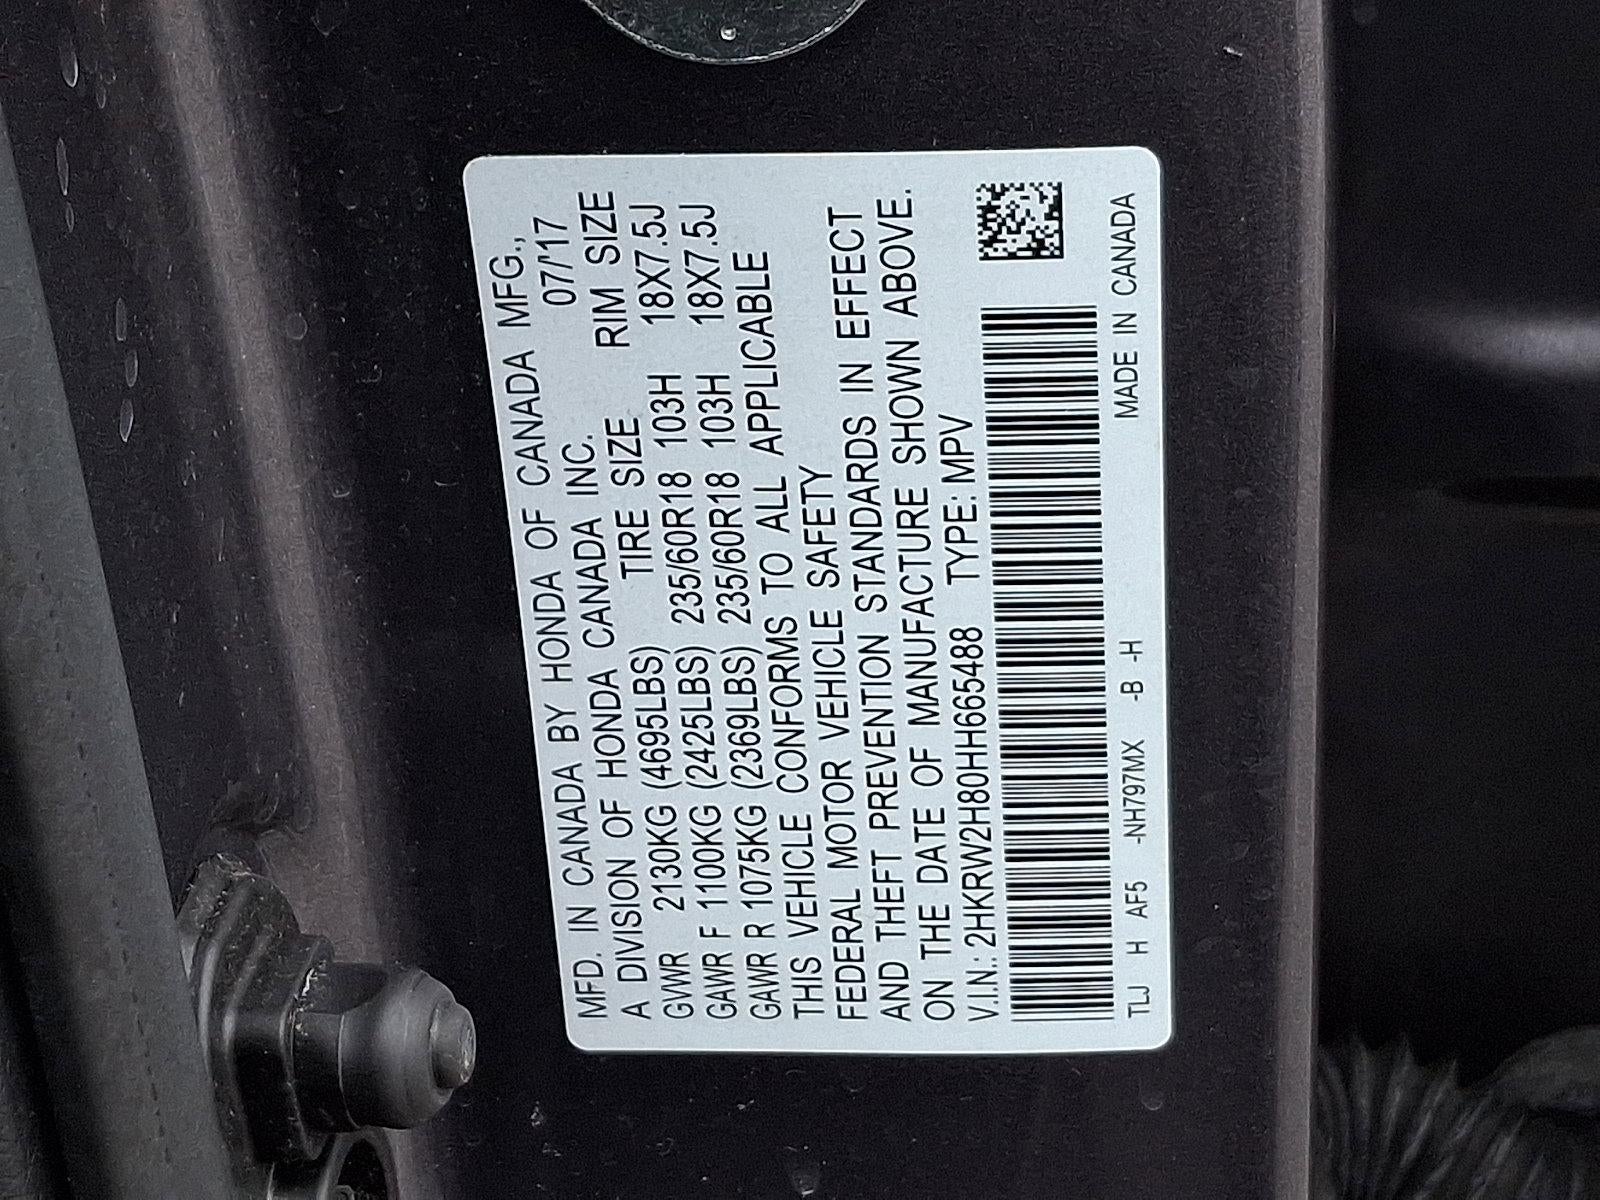 MFD. IN CANADA BY HONDA OF CANADA MFG.,
A DIVISION OF HONDA CANADA INC. 07/'17
GVWR 2130KG (4695LBS) TIRE SIZE RIM SIZE
GAWR F 1100KG (2425LBS) 235/60R18 103H 18X7.5J
GAWR R 1075KG (2369LBS) 235/60R18 103H 18X7.5J
THIS VEHICLE CONFORMS TO ALL APPLICABLE
FEDERAL MOTOR VEHICLE SAFETY
AND THEFT PREVENTION STANDARDS IN EFFECT
ON THE DATE OF MANUFACTURE SHOWN ABOVE.
V.I.N.: 2HKRW2H80HH665488 TYPE: MPV
TLJ H AF5 -NH797MX -B -H MADE IN CANADA